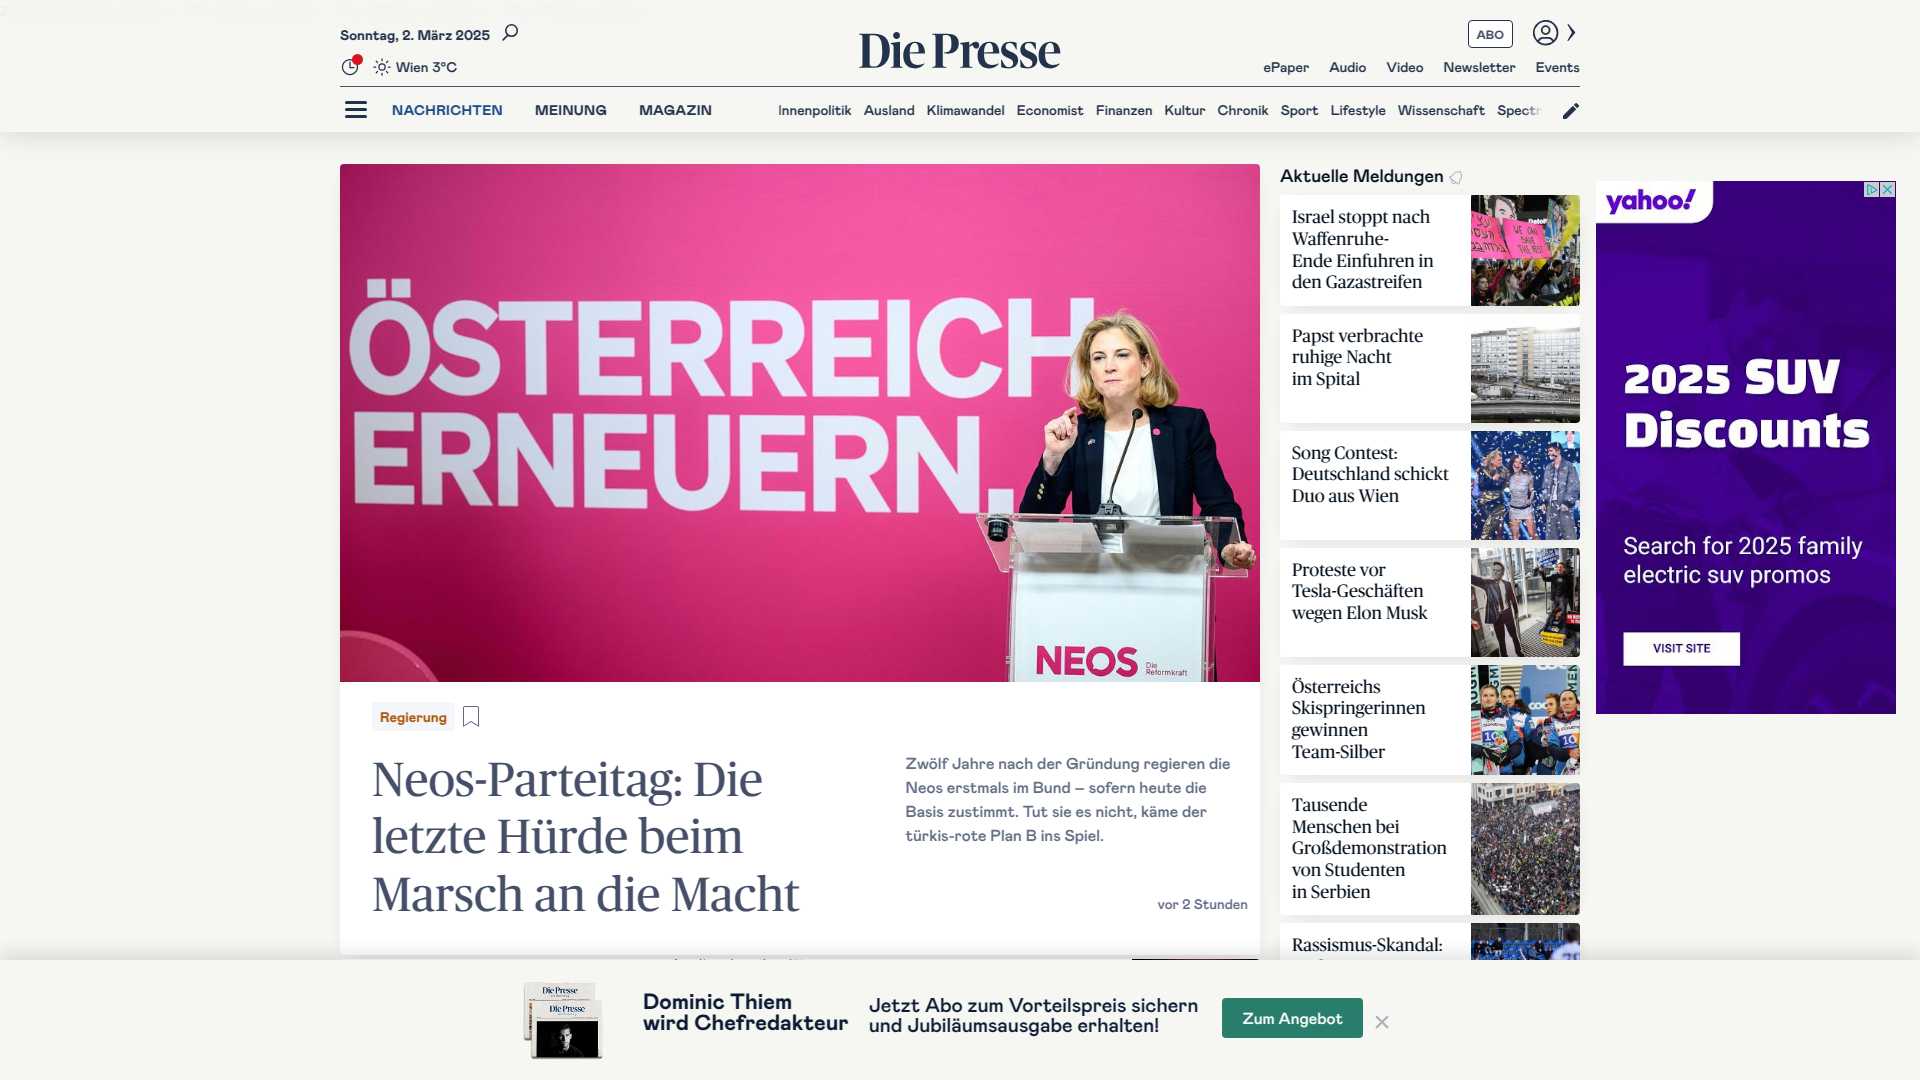 Sonntag, 2. März 2025
Wien 3°C
Die Presse
ABO
ePaper Audio Video Newsletter Events
NACHRICHTEN MEINUNG MAGAZIN
Innenpolitik Ausland Klimawandel Economist Finanzen Kultur Chronik Sport Lifestyle Wissenschaft Spectr
ÖSTERREICH
ERNEUERN.
NEOS
Die
Reformkraft
Regierung
Neos-Parteitag: Die
letzte Hürde beim
Marsch an die Macht
Zwölf Jahre nach der Gründung regieren die
Neos erstmals im Bund – sofern heute die
Basis zustimmt. Tut sie es nicht, käme der
türkis-rote Plan B ins Spiel.
vor 2 Stunden
Aktuelle Meldungen
Israel stoppt nach
Waffenruhe-
Ende Einfuhren in
den Gazastreifen
WE CAN
SAVE
THE REST
Papst verbrachte
ruhige Nacht
im Spital
Song Contest:
Deutschland schickt
Duo aus Wien
Proteste vor
Tesla-Geschäften
wegen Elon Musk
Österreichs
Skispringerinnen
gewinnen
Team-Silber
Tausende
Menschen bei
Großdemonstration
von Studenten
in Serbien
Rassismus-Skandal:
yahoo!
2025 SUV
Discounts
Search for 2025 family
electric suv promos
VISIT SITE
Die Presse
Die Presse
Dominic Thiem
wird Chefredakteur
Jetzt Abo zum Vorteilspreis sichern
und Jubiläumsausgabe erhalten!
Zum Angebot